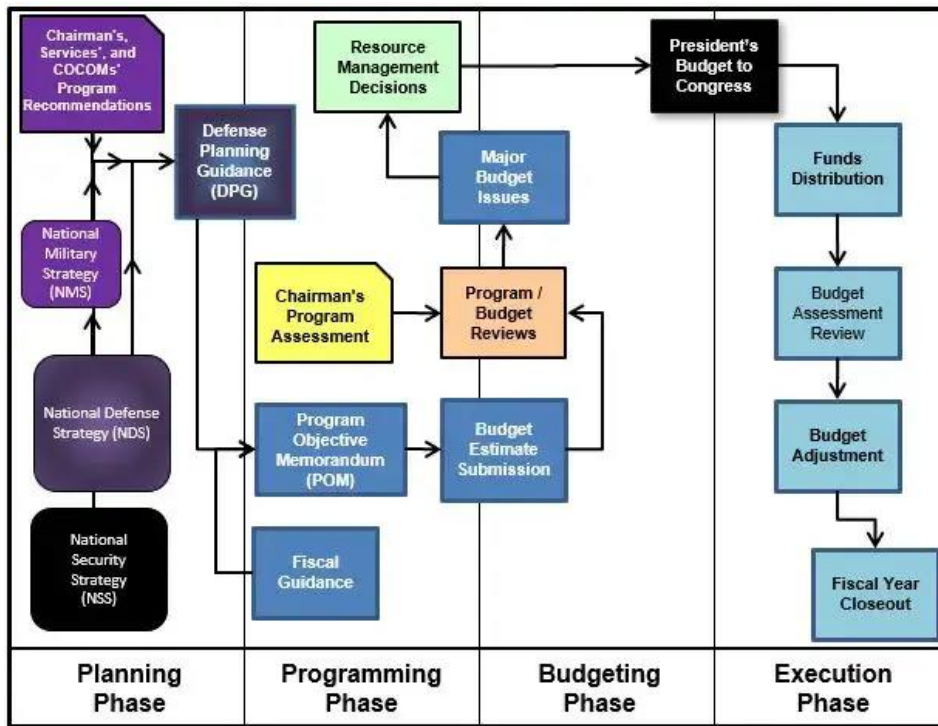 Chairman's,
Services', and
COCOMs'
Program
Recommendations
Defense
Planning
Guidance
(DPG)
National
Military
Strategy
(NMS)
National Defense
Strategy (NDS)
National
Security
Strategy
(NSS)
Resource
Management
Decisions
Major
Budget
Issues
Chairman's
Program
Assessment
Program /
Budget
Reviews
Program
Objective
Memorandum
(POM)
Budget
Estimate
Submission
Fiscal
Guidance
President's
Budget to
Congress
Funds
Distribution
Budget
Assessment
Review
Budget
Adjustment
Fiscal Year
Closeout
Planning
Phase
Programming
Phase
Budgeting
Phase
Execution
Phase